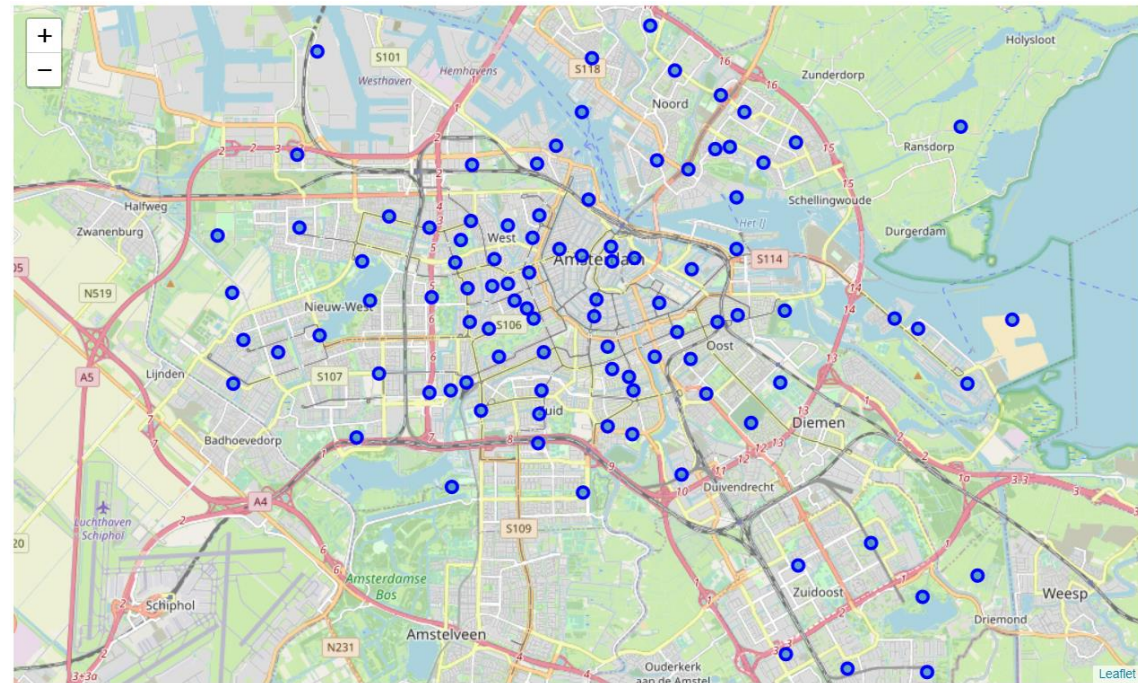 +
−
S101
S118
Holysloot
Zunderdorp
Westhaven
Hemhavens
Noord
Ransdorp
Halfweg
Zwanenburg
Schellingwoude
Durgerdam
West
Het IJ
S114
N519
Nieuw-West
S106
Oost
A5
Lijnden
S107
Diemen
Badhoevedorp
A4
Luchthaven
Schiphol
Duivendrecht
S109
Amsterdamse
Bos
Schiphol
Zuidoost
Weesp
Driemond
Amstelveen
N231
Ouderkerk
aan de Amstel
Leaflet